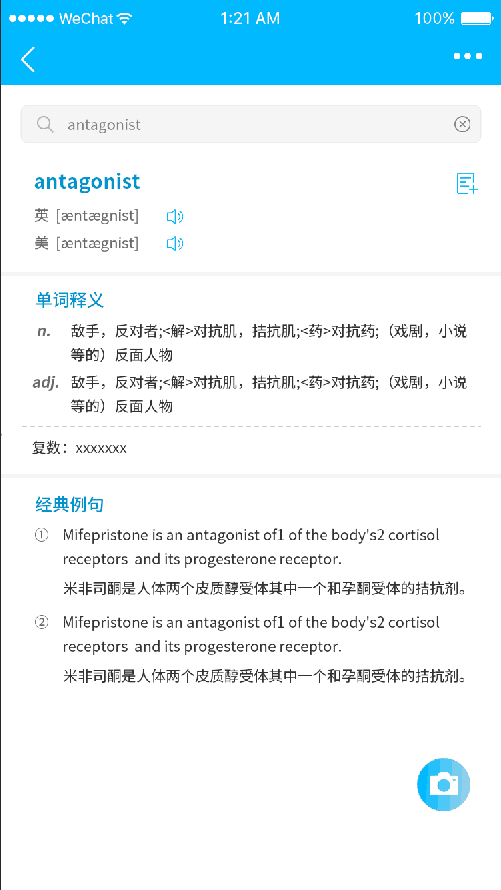 WeChat 1:21 AM 100%
antagonist
antagonist
英 [æntægnist]
美 [æntægnist]
单词释义
n. 敌手，反对者;<解>对抗肌，拮抗肌;<药>对抗药;（戏剧，小说
等的）反面人物
adj. 敌手，反对者;<解>对抗肌，拮抗肌;<药>对抗药;（戏剧，小说
等的）反面人物
复数：xxxxxxx
经典例句
① Mifepristone is an antagonist of1 of the body's2 cortisol
receptors and its progesterone receptor.
米非司酮是人体两个皮质醇受体其中一个和孕酮受体的拮抗剂。
② Mifepristone is an antagonist of1 of the body's2 cortisol
receptors and its progesterone receptor.
米非司酮是人体两个皮质醇受体其中一个和孕酮受体的拮抗剂。